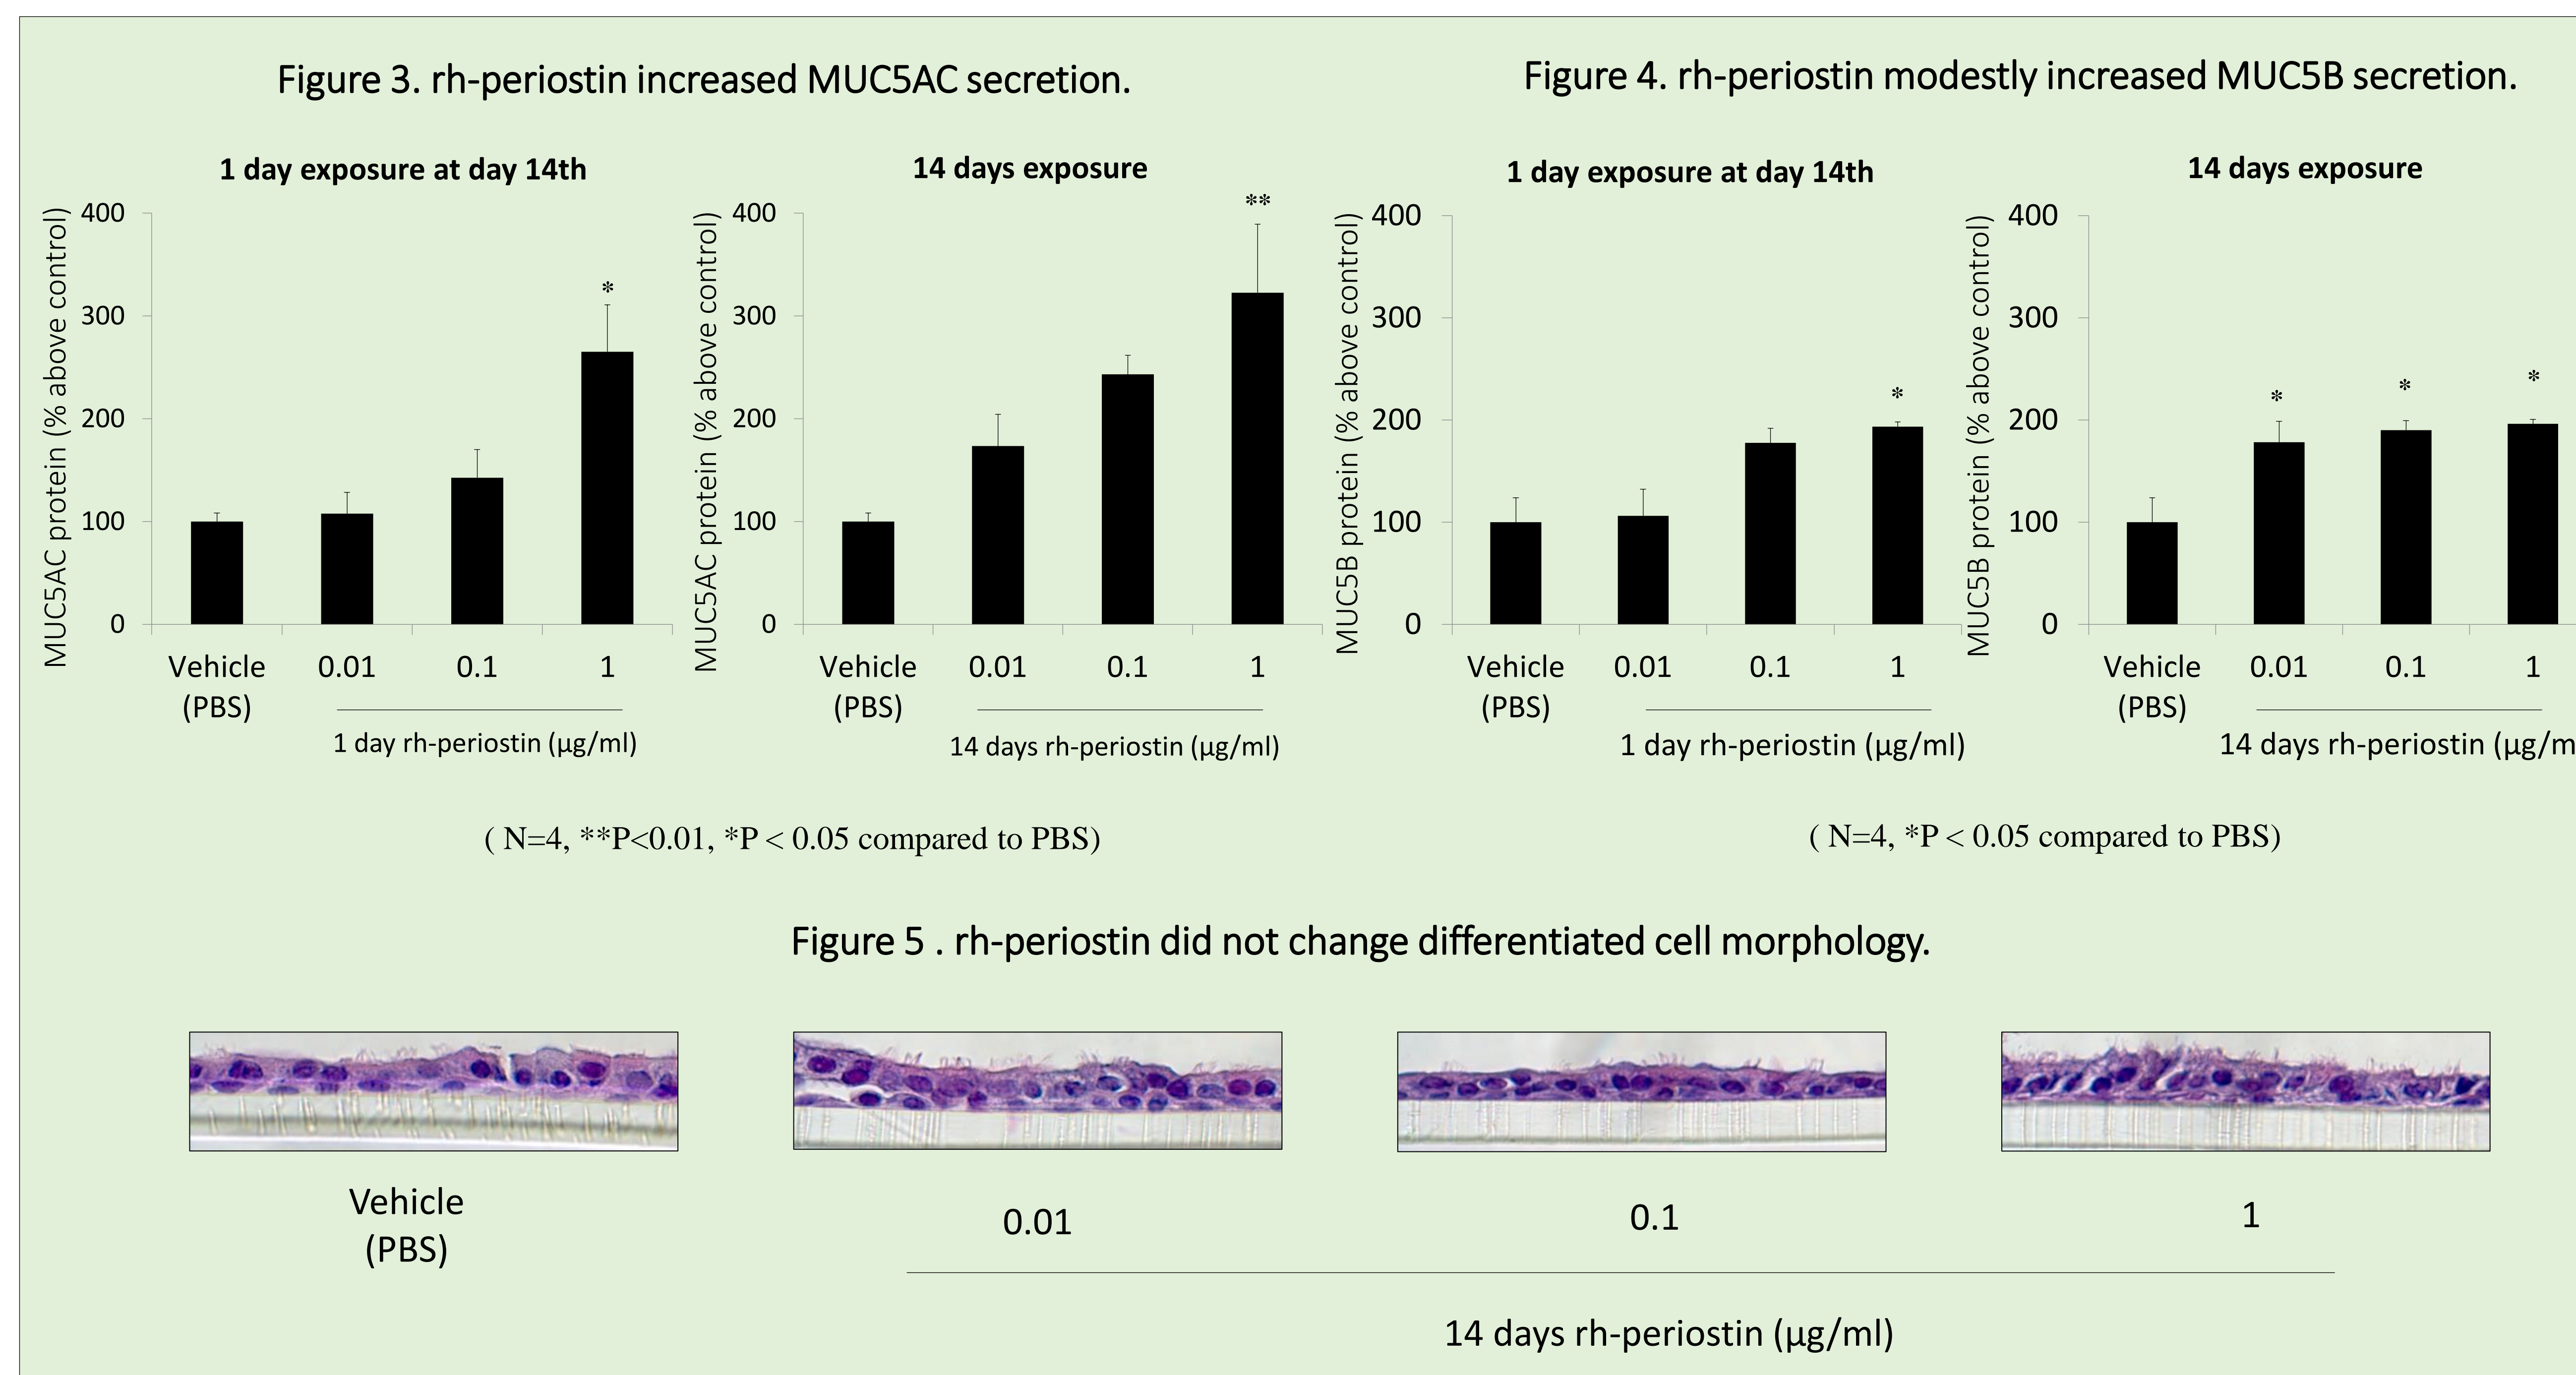 Figure 3. rh-periostin increased MUC5AC secretion.
1 day exposure at day 14th
MUC5AC protein (% above control)
400
300
200
100
0
*
Vehicle (PBS)
0.01
0.1
1
1 day rh-periostin (µg/ml)
14 days exposure
MUC5AC protein (% above control)
400
300
200
100
0
**
Vehicle (PBS)
0.01
0.1
1
14 days rh-periostin (µg/ml)
( N=4, **P<0.01, *P < 0.05 compared to PBS)
Figure 4. rh-periostin modestly increased MUC5B secretion.
1 day exposure at day 14th
MUC5B protein (% above control)
400
300
200
100
0
*
Vehicle (PBS)
0.01
0.1
1
1 day rh-periostin (µg/ml)
14 days exposure
MUC5B protein (% above control)
400
300
200
100
0
* * *
Vehicle (PBS)
0.01
0.1
1
14 days rh-periostin (µg/m
( N=4, *P < 0.05 compared to PBS)
Figure 5 . rh-periostin did not change differentiated cell morphology.
Vehicle
(PBS)
0.01
0.1
1
14 days rh-periostin (µg/ml)